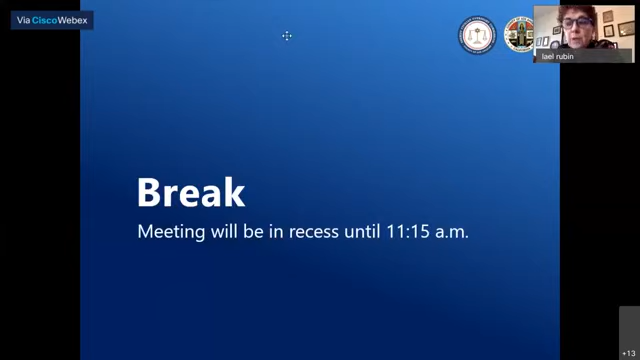 Via CiscoWebex
lael rubin
Break
Meeting will be in recess until 11:15 a.m.
+13